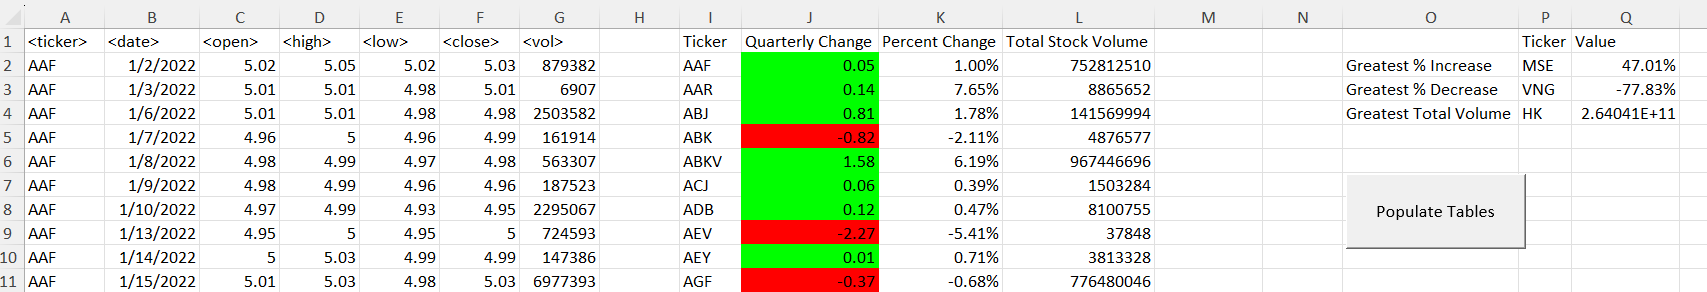 A B C D E F G H I J K L M N O P Q
1 <ticker> <date> <open> <high> <low> <close> <vol> Ticker Quarterly Change Percent Change Total Stock Volume Ticker Value
2 AAF 1/2/2022 5.02 5.05 5.02 5.03 879382 AAF 0.05 1.00% 752812510 Greatest % Increase MSE 47.01%
3 AAF 1/3/2022 5.01 5.01 4.98 5.01 6907 AAR 0.14 7.65% 8865652 Greatest % Decrease VNG -77.83%
4 AAF 1/6/2022 5.01 5.01 4.98 4.98 2503582 ABJ 0.81 1.78% 141569994 Greatest Total Volume HK 2.64041E+11
5 AAF 1/7/2022 4.96 5 4.96 4.99 161914 ABK -0.82 -2.11% 4876577
6 AAF 1/8/2022 4.98 4.99 4.97 4.98 563307 ABKV 1.58 6.19% 967446696
7 AAF 1/9/2022 4.98 4.99 4.96 4.96 187523 ACJ 0.06 0.39% 1503284
8 AAF 1/10/2022 4.97 4.99 4.93 4.95 2295067 ADB 0.12 0.47% 8100755
Populate Tables
9 AAF 1/13/2022 4.95 5 4.95 5 724593 AEV -2.27 -5.41% 37848
10 AAF 1/14/2022 5 5.03 4.99 4.99 147386 AEY 0.01 0.71% 3813328
11 AAF 1/15/2022 5.01 5.03 4.98 5.03 6977393 AGF -0.37 -0.68% 776480046